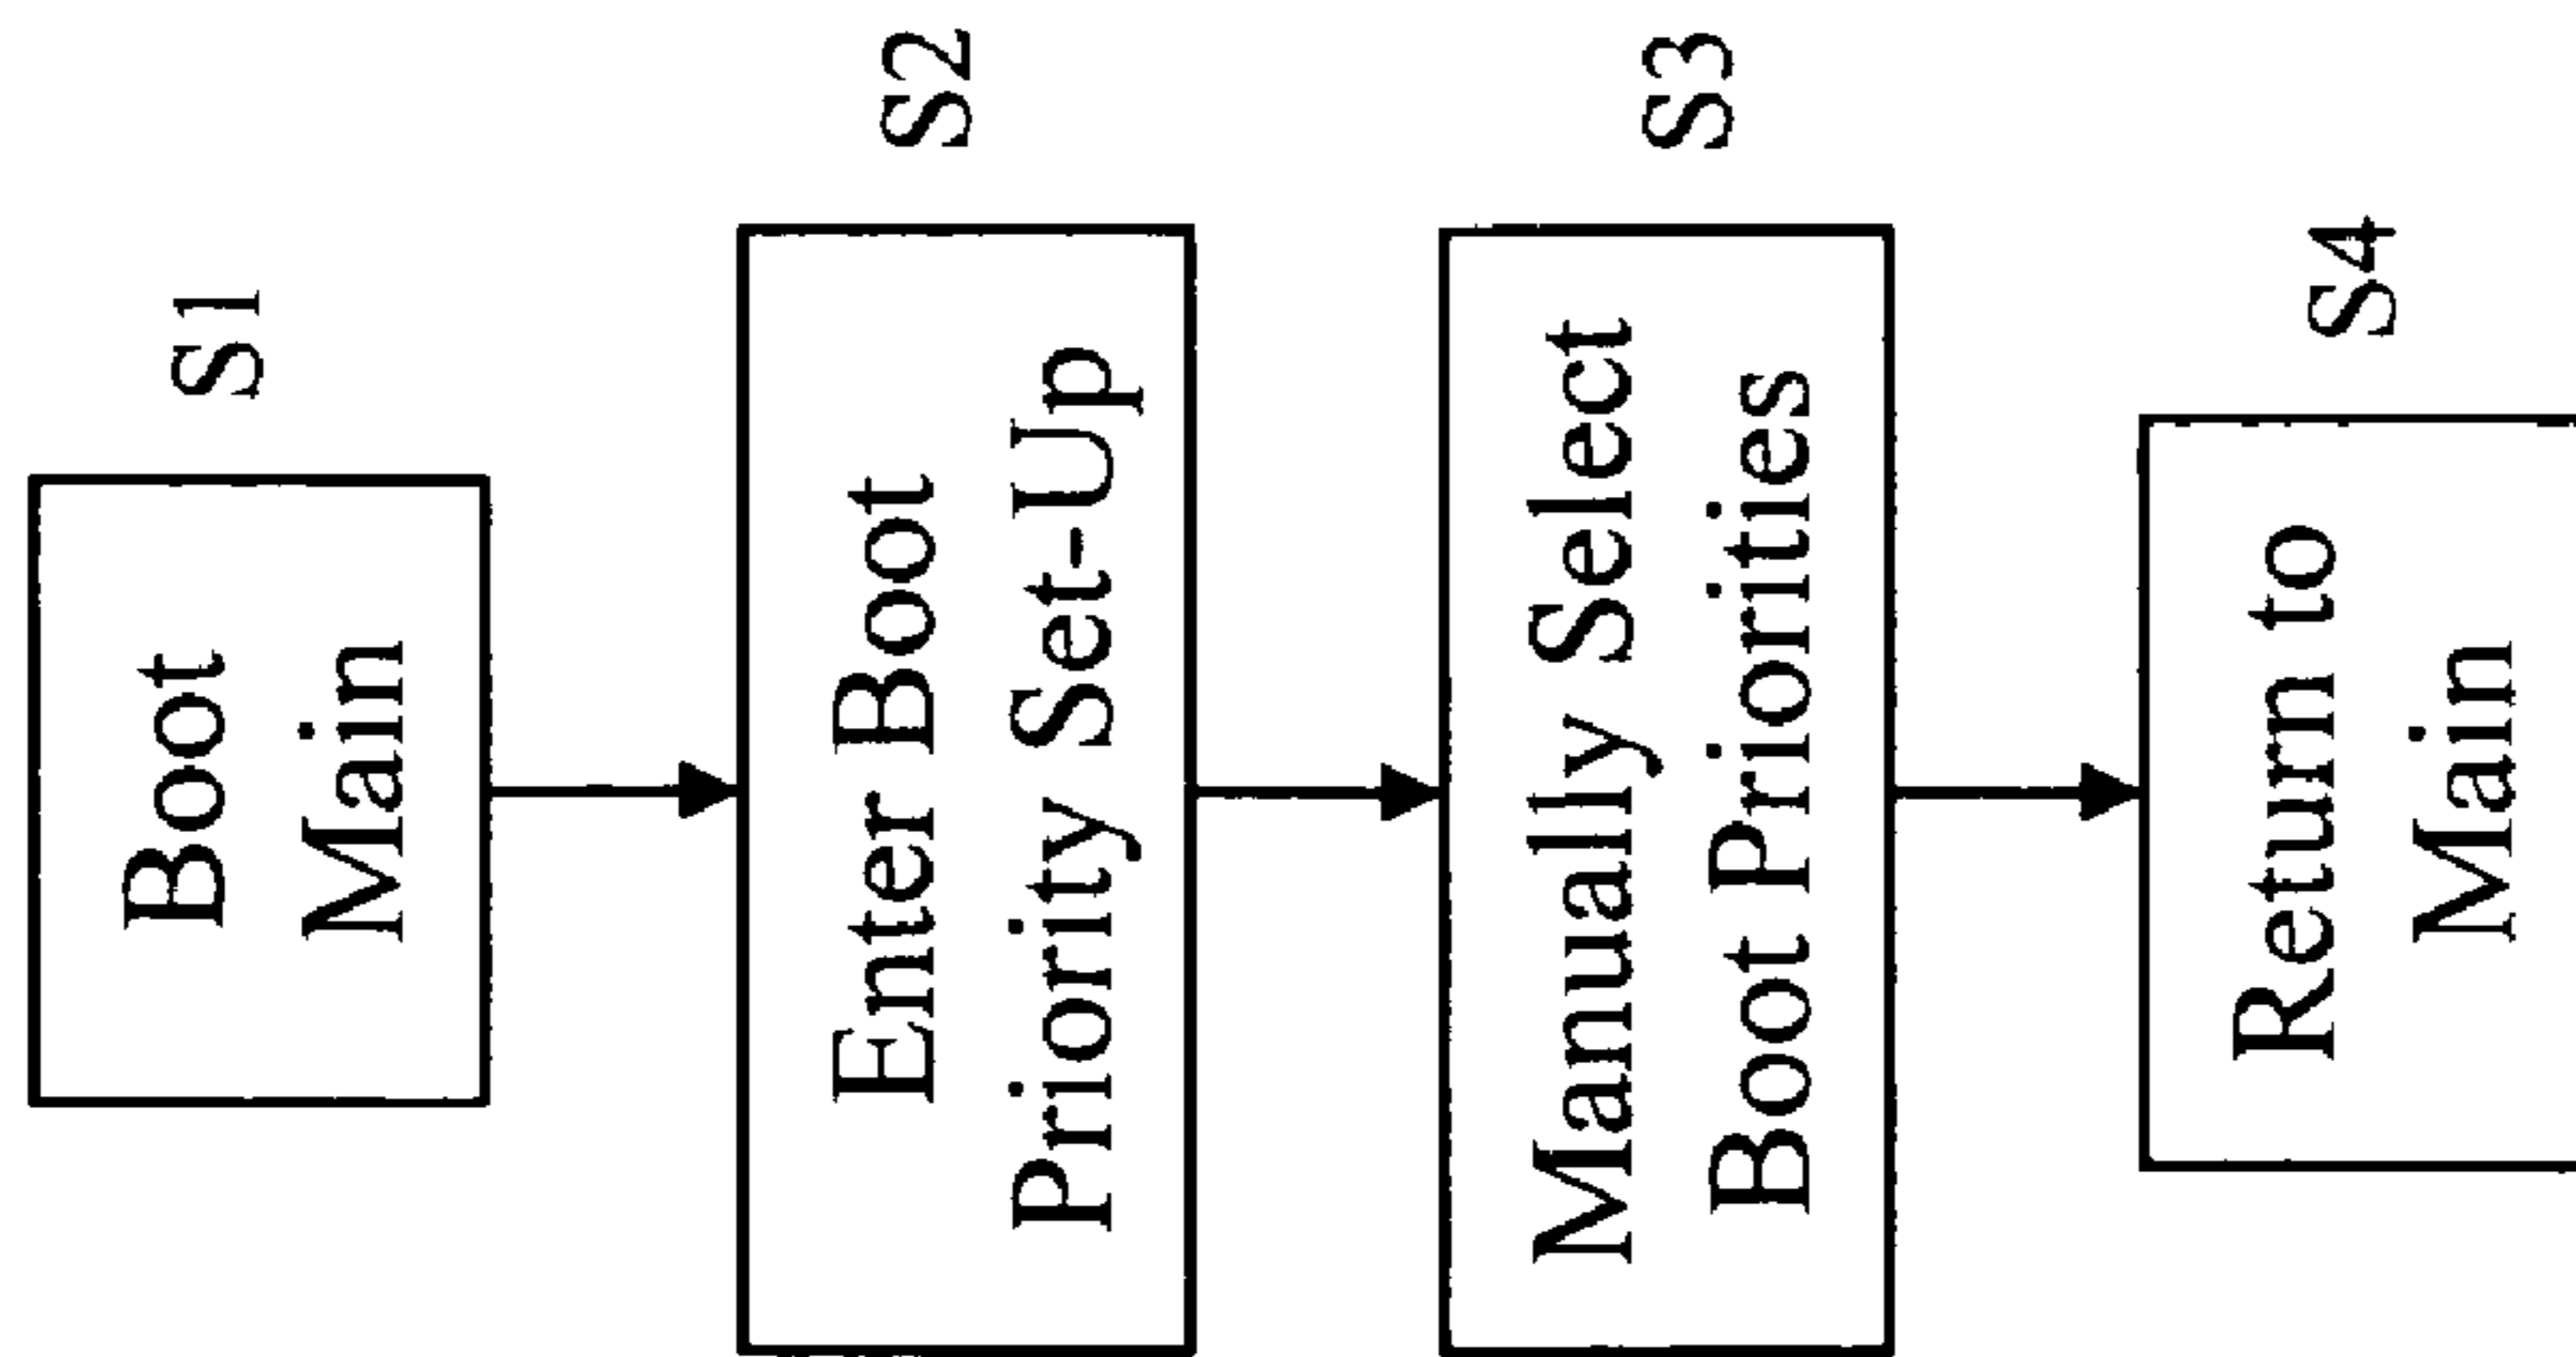 Boot
Main
S1
Enter Boot
Priority Set-Up
S2
Manually Select
Boot Priorities
S3
Return to
Main
S4